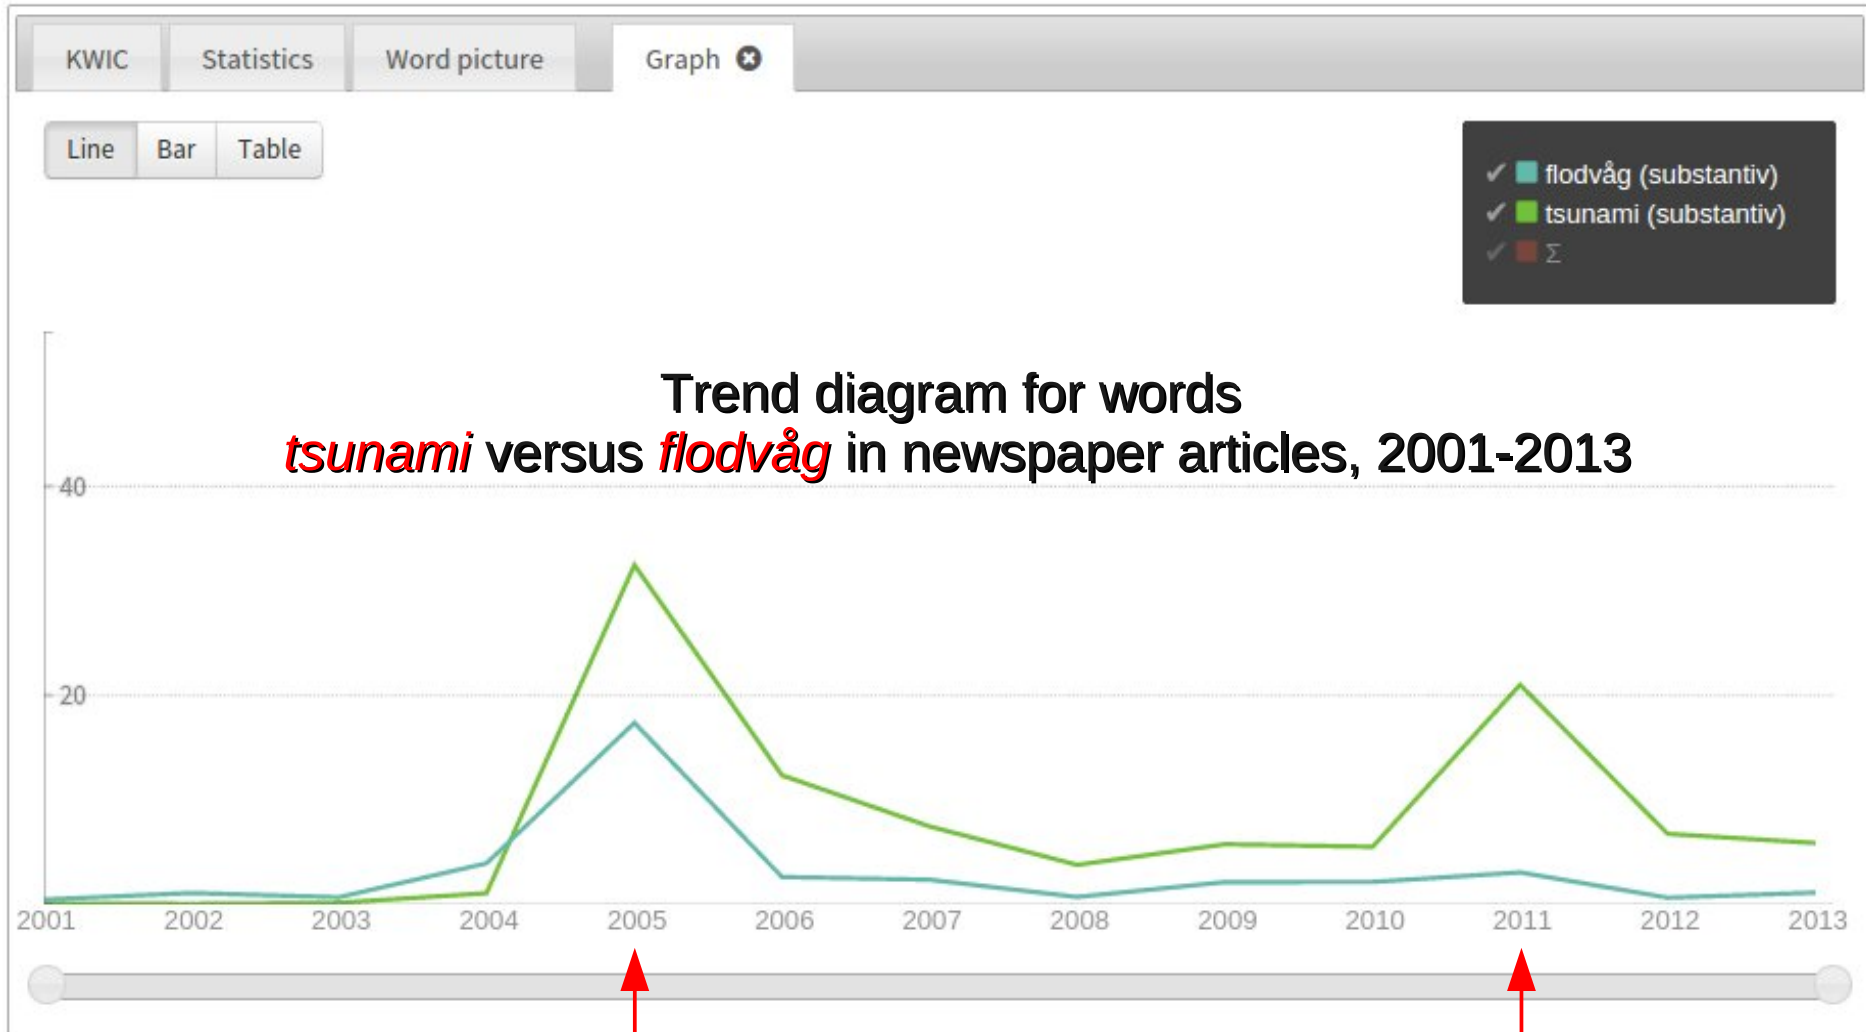 KWIC Statistics Word picture Graph
Line Bar Table
✔ flodvåg (substantiv)
✔ tsunami (substantiv)
✔ Σ
Trend diagram for words
tsunami versus flodvåg in newspaper articles, 2001-2013
40
20
2001 2002 2003 2004 2005 2006 2007 2008 2009 2010 2011 2012 2013